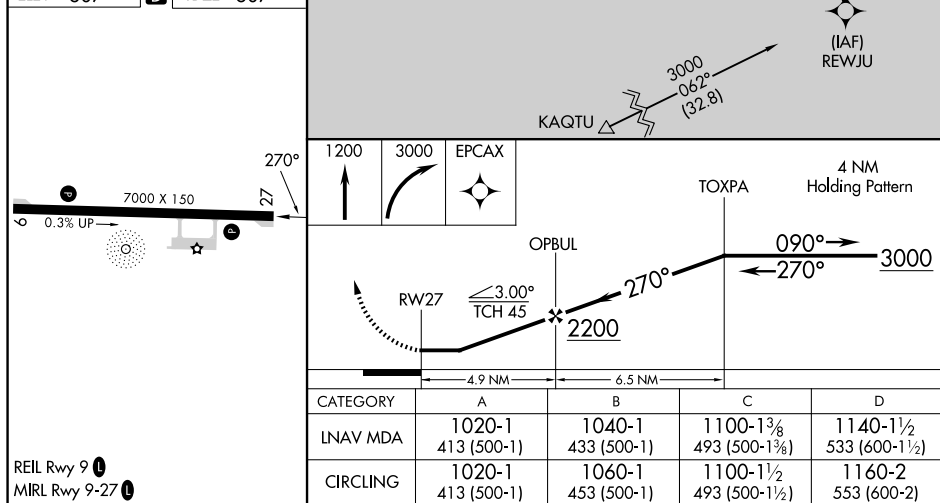 (IAF)
REWJU
3000
062°
(32.8)
KAQTU
270°
7000 X 150
27
9
0.3% UP
P
P
1200
3000
EPCAX
TOXPA
4 NM
Holding Pattern
OPBUL
090°
270°
3000
270°
RW27
3.00°
TCH 45
2200
4.9 NM
6.5 NM
CATEGORY A B C D
LNAV MDA 1020-1 1040-1 1100-1⅜ 1140-1½
413 (500-1) 433 (500-1) 493 (500-1⅜) 533 (600-1½)
CIRCLING 1020-1 1060-1 1100-1½ 1160-2
413 (500-1) 453 (500-1) 493 (500-1½) 553 (600-2)
REIL Rwy 9 L
MIRL Rwy 9-27 L